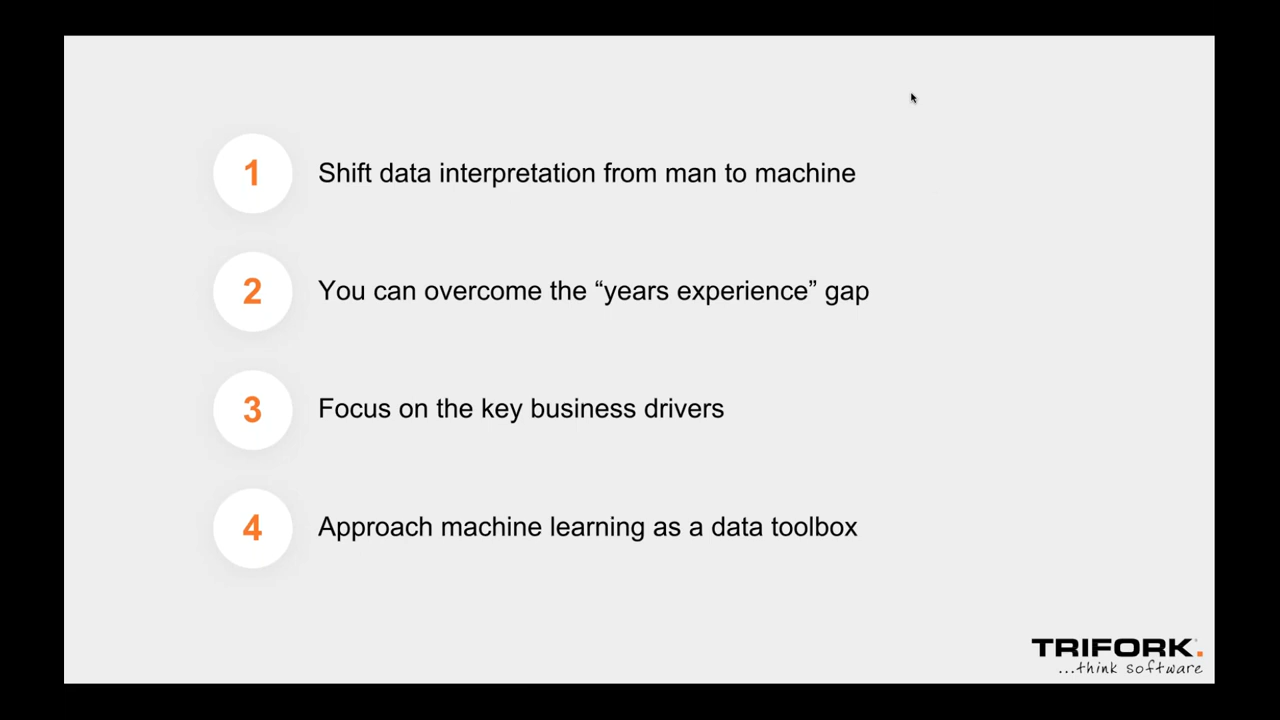 1 Shift data interpretation from man to machine
2 You can overcome the “years experience” gap
3 Focus on the key business drivers
4 Approach machine learning as a data toolbox
TRIFORK.
...think software